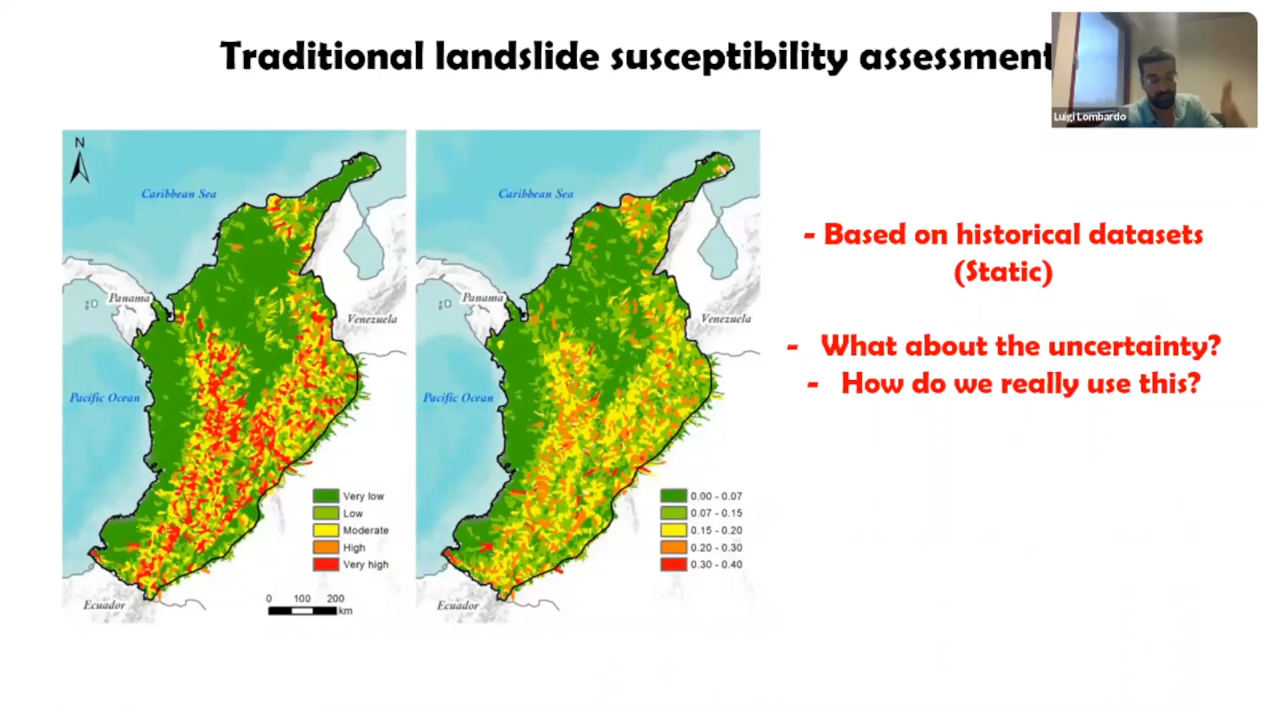 Traditional landslide susceptibility assessment
Luigi Lombardo
N
Caribbean Sea
Panama
Venezuela
Pacific Ocean
Ecuador
Very low
Low
Moderate
High
Very high
0 100 200
km
Caribbean Sea
Panama
Venezuela
Pacific Ocean
Ecuador
0.00 - 0.07
0.07 - 0.15
0.15 - 0.20
0.20 - 0.30
0.30 - 0.40
- Based on historical datasets
(Static)
- What about the uncertainty?
- How do we really use this?